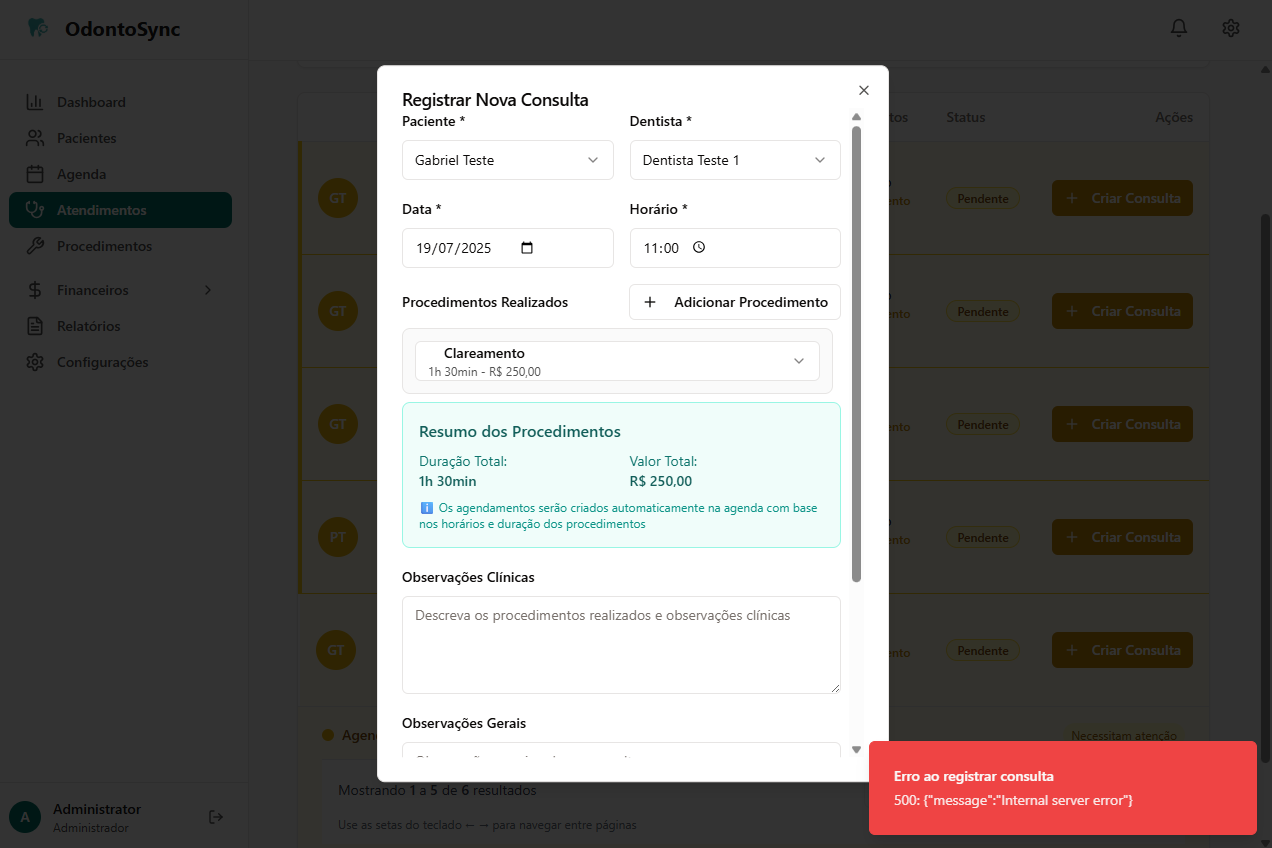 OdontoSync
Dashboard
Pacientes
Agenda
Atendimentos
Procedimentos
Financeiros
Relatórios
Configurações
A
Administrator
Administrador
Registrar Nova Consulta
Paciente * Dentista *
Gabriel Teste Dentista Teste 1
Data * Horário *
19/07/2025 11:00
Procedimentos Realizados + Adicionar Procedimento
Clareamento
1h 30min - R$ 250,00
Resumo dos Procedimentos
Duração Total: Valor Total:
1h 30min R$ 250,00
ℹ️ Os agendamentos serão criados automaticamente na agenda com base
nos horários e duração dos procedimentos
Observações Clínicas
Descreva os procedimentos realizados e observações clínicas
Observações Gerais
Status Ações
GT Pendente + Criar Consulta
GT Pendente + Criar Consulta
GT Pendente + Criar Consulta
PT Pendente + Criar Consulta
GT Pendente + Criar Consulta
Necessitam atenção
Mostrando 1 a 5 de 6 resultados
Use as setas do teclado ← → para navegar entre páginas
Erro ao registrar consulta
500: {"message":"Internal server error"}